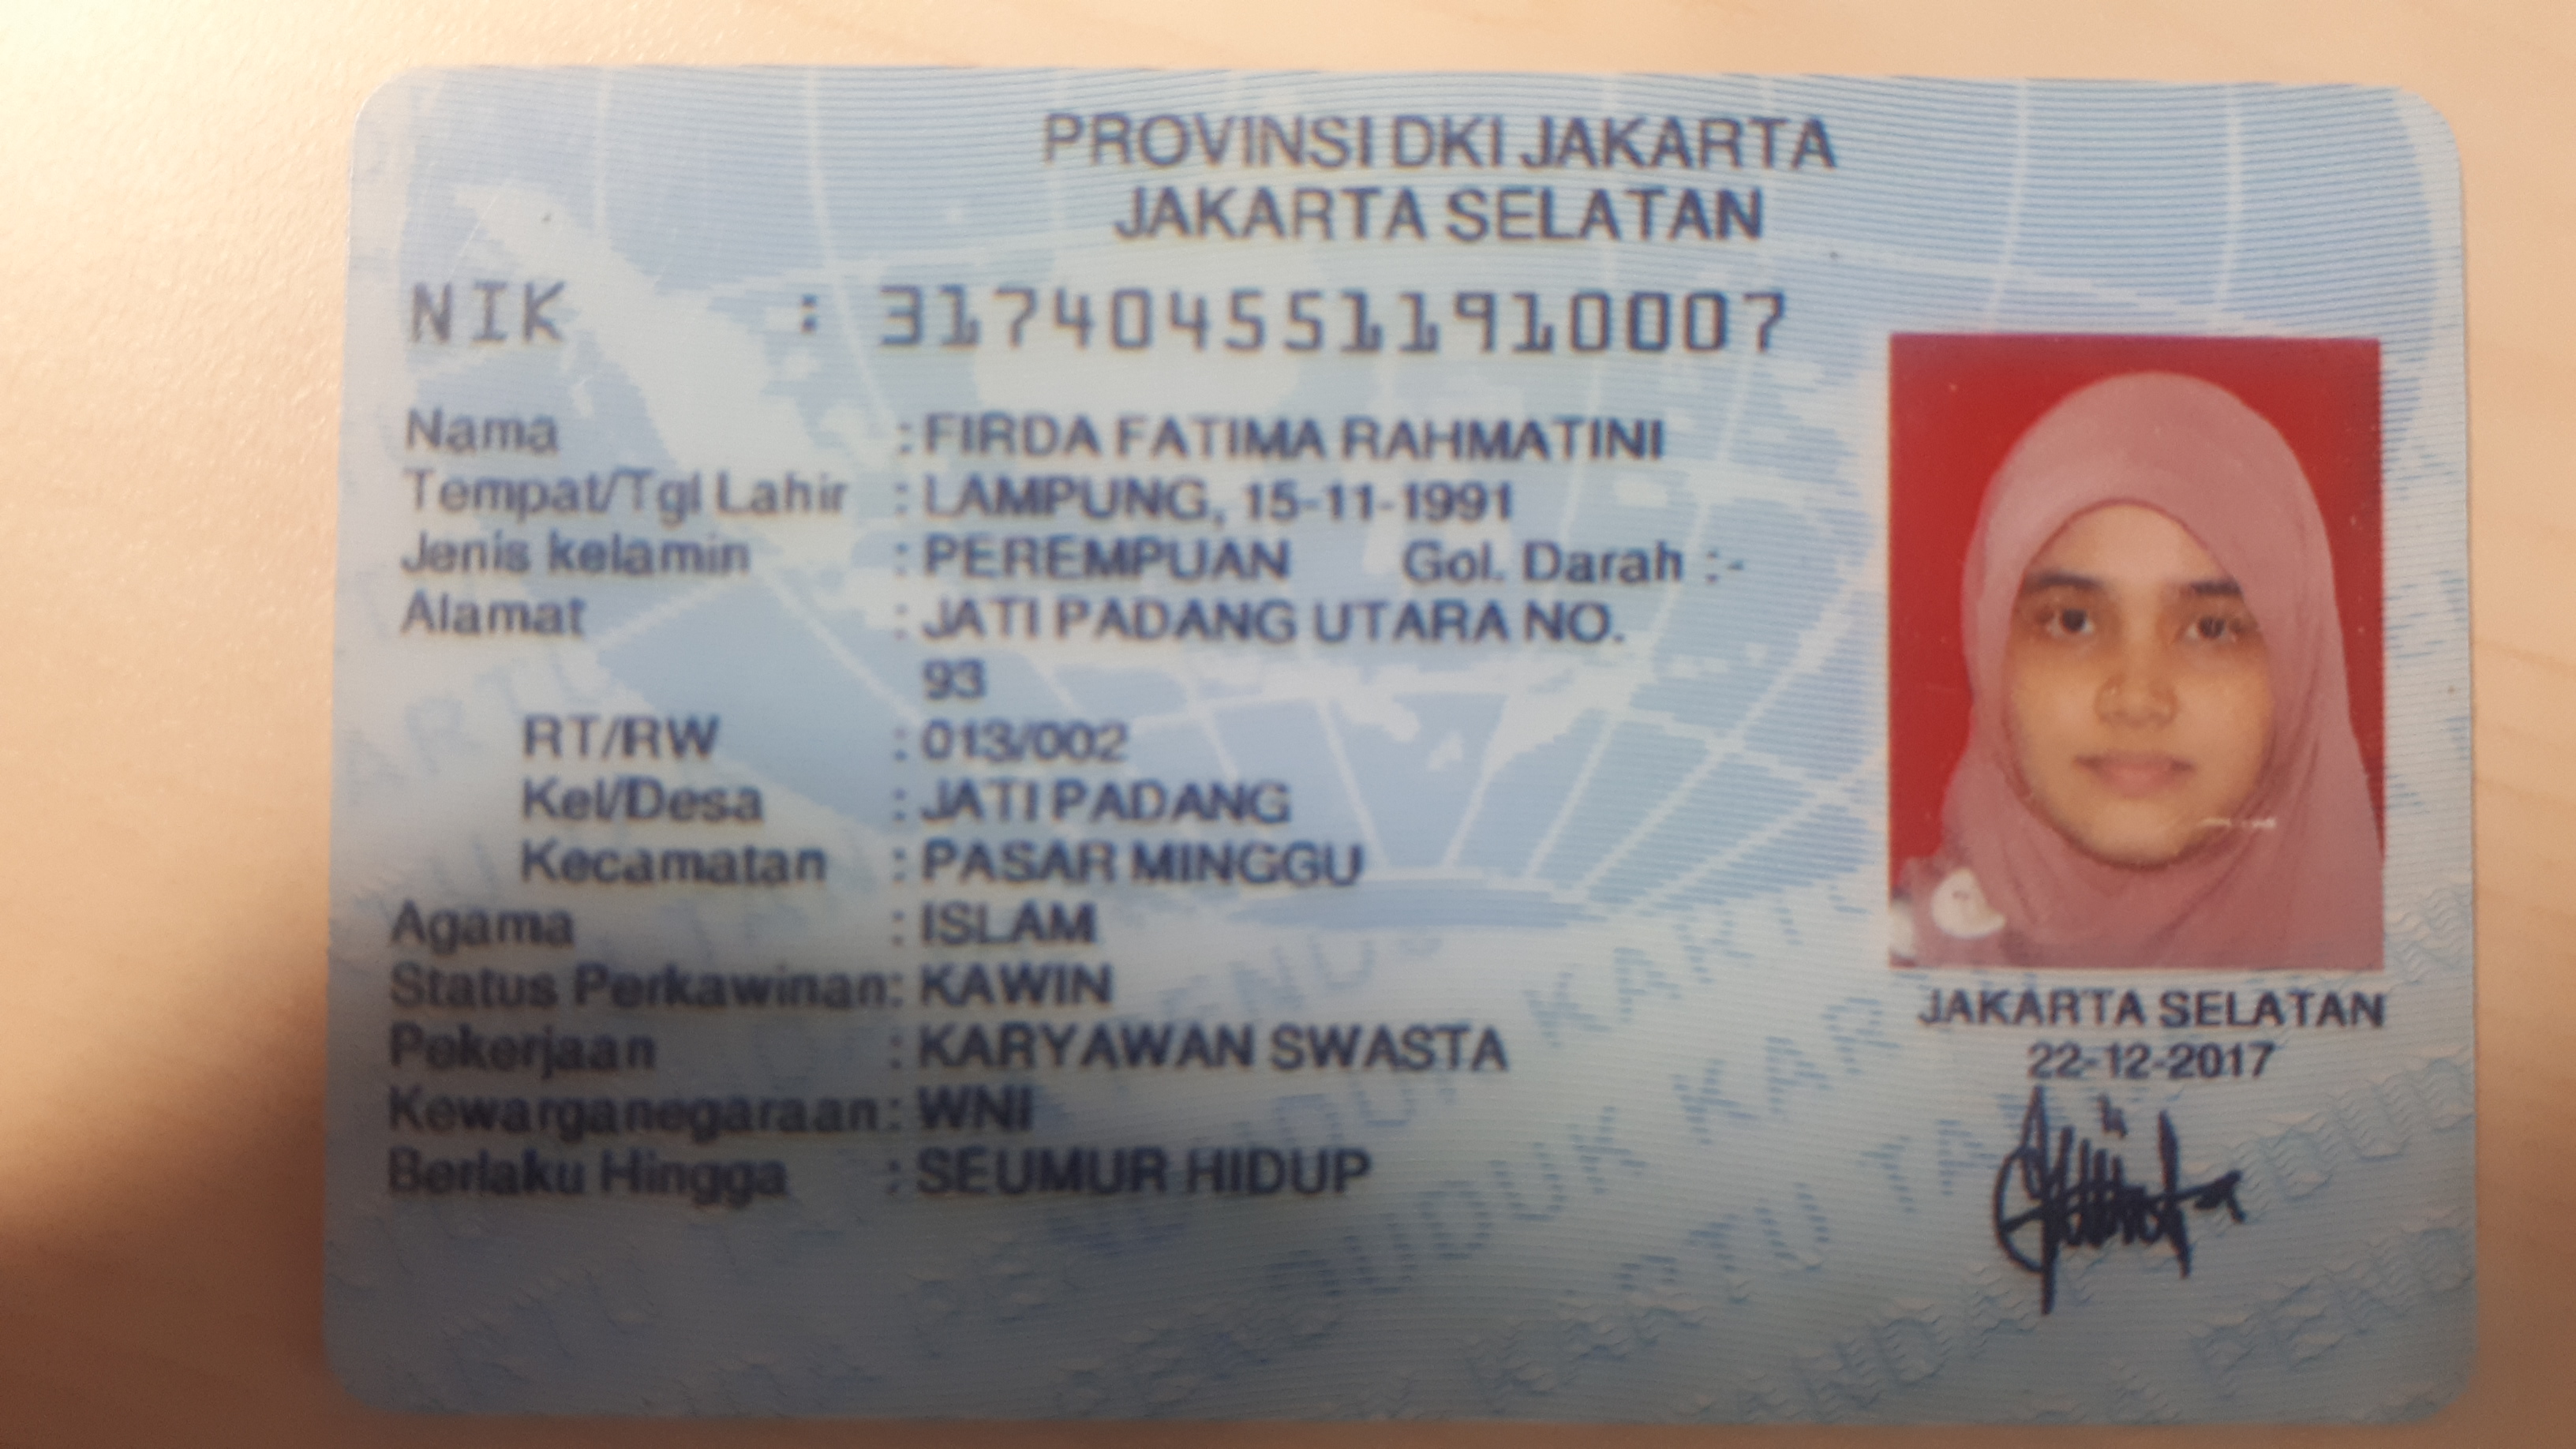 PROVINSI DKI JAKARTA
JAKARTA SELATAN
NIK : 3174045511910007
Nama : FIRDA FATIMA RAHMATINI
Tempat/Tgl Lahir : LAMPUNG, 15-11-1991
Jenis kelamin : PEREMPUAN Gol. Darah :-
Alamat : JATI PADANG UTARA NO.
93
RT/RW : 013/002
Kel/Desa : JATI PADANG
Kecamatan : PASAR MINGGU
Agama : ISLAM
Status Perkawinan: KAWIN
Pekerjaan : KARYAWAN SWASTA
Kewarganegaraan: WNI
Berlaku Hingga : SEUMUR HIDUP
JAKARTA SELATAN
22-12-2017